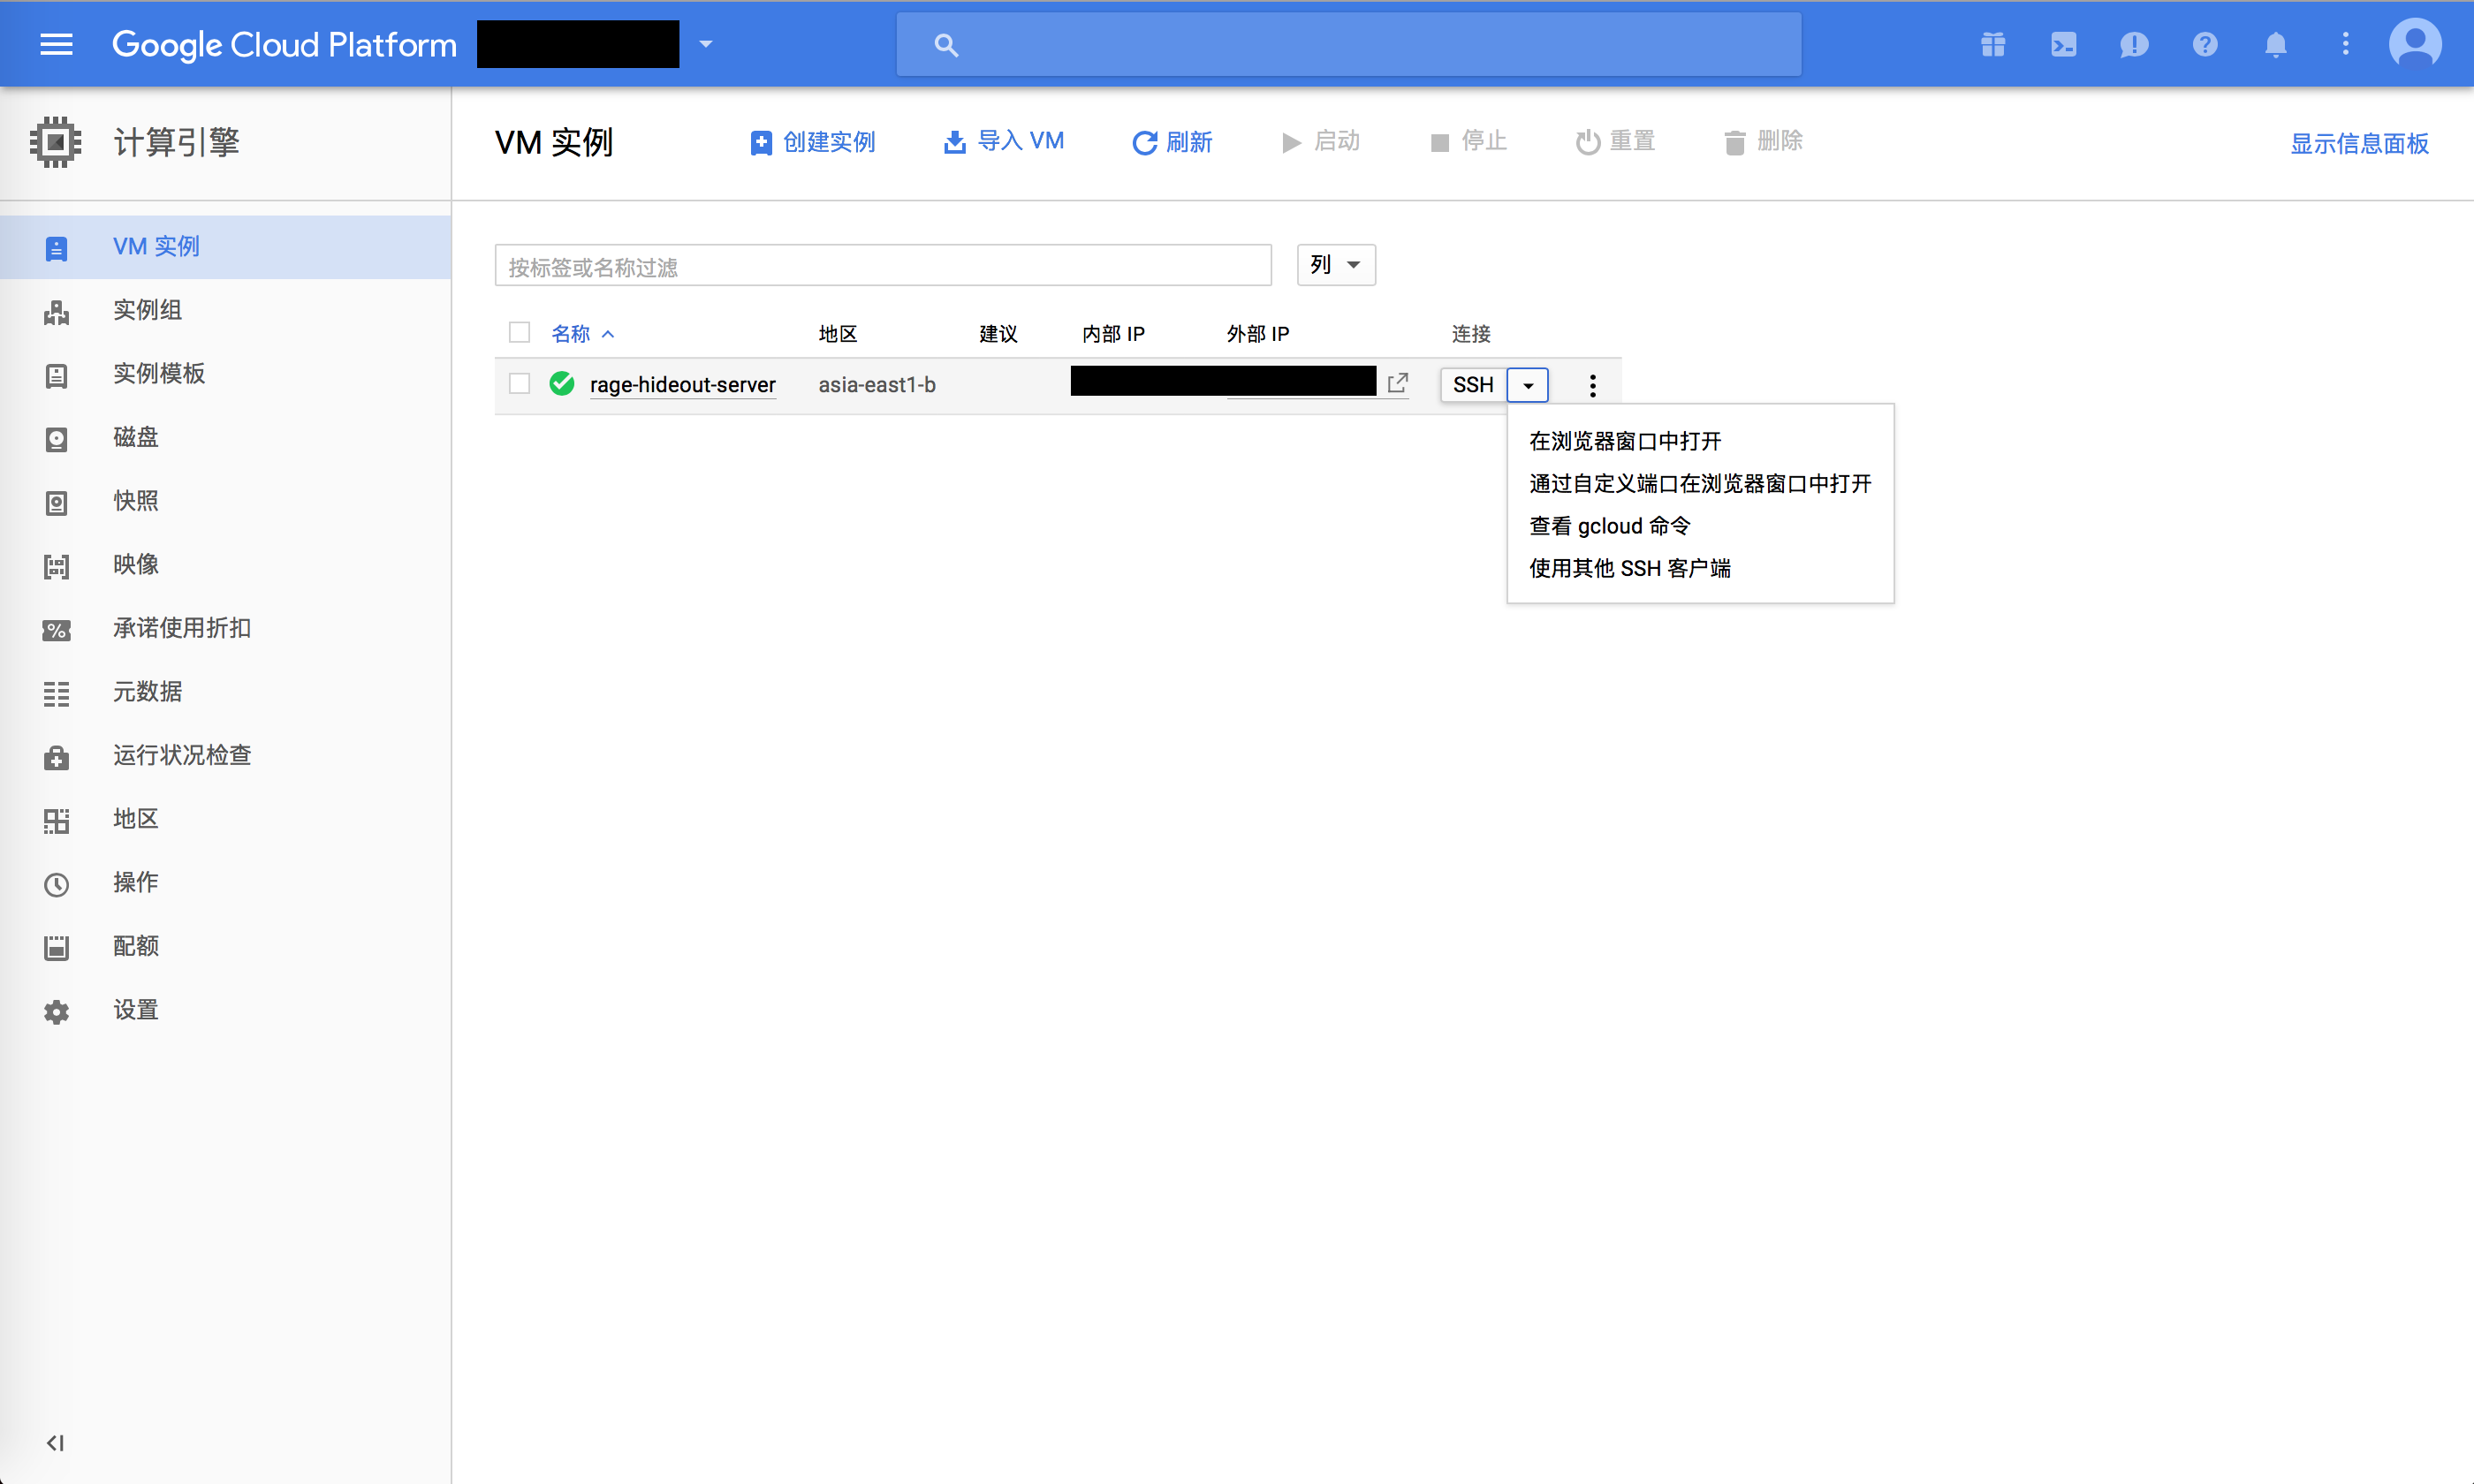 Google Cloud Platform
计算引擎
VM 实例 创建实例 导入 VM 刷新 启动 停止 重置 删除 显示信息面板
VM 实例
实例组
实例模板
磁盘
快照
映像
承诺使用折扣
元数据
运行状况检查
地区
操作
配额
设置
按标签或名称过滤 列
名称 地区 建议 内部 IP 外部 IP 连接
rage-hideout-server asia-east1-b SSH
在浏览器窗口中打开
通过自定义端口在浏览器窗口中打开
查看 gcloud 命令
使用其他 SSH 客户端